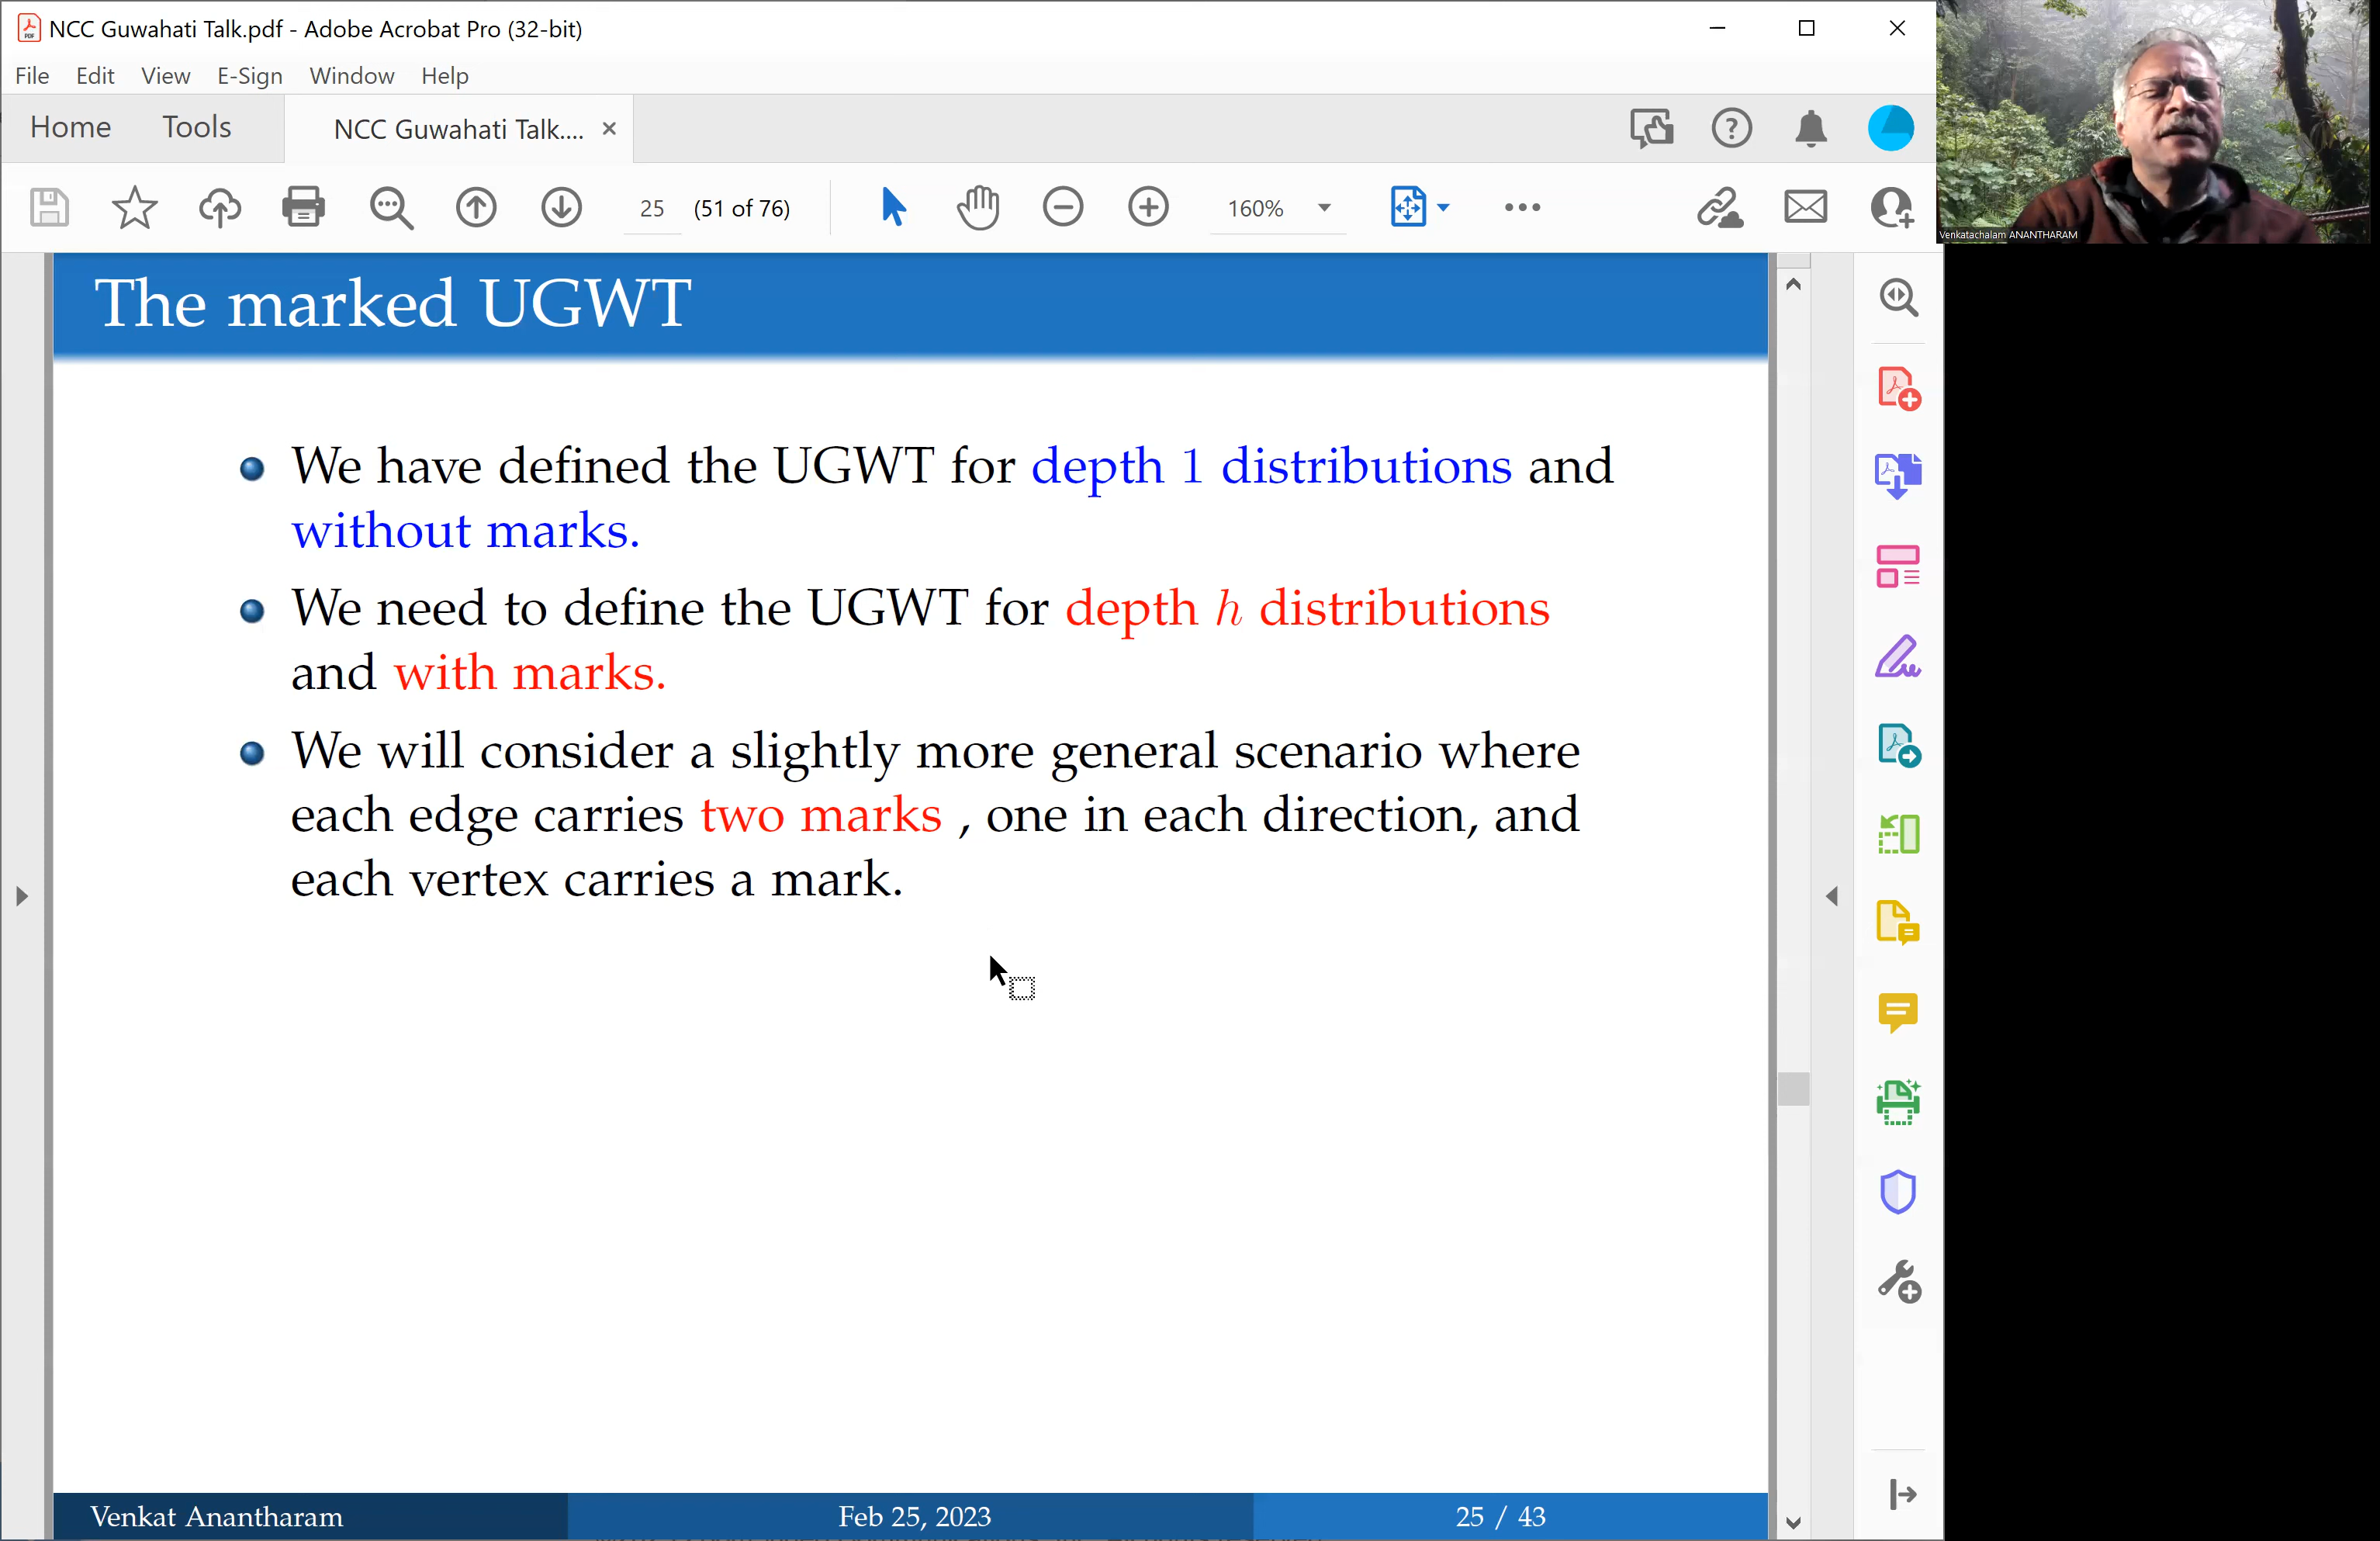 NCC Guwahati Talk.pdf - Adobe Acrobat Pro (32-bit)
File Edit View E-Sign Window Help
Home Tools NCC Guwahati Talk.... ×
25 (51 of 76) 160%
Venkatachalam ANANTHARAM
The marked UGWT
We have defined the UGWT for depth 1 distributions and
without marks.
We need to define the UGWT for depth h distributions
and with marks.
We will consider a slightly more general scenario where
each edge carries two marks , one in each direction, and
each vertex carries a mark.
Venkat Anantharam Feb 25, 2023 25 / 43